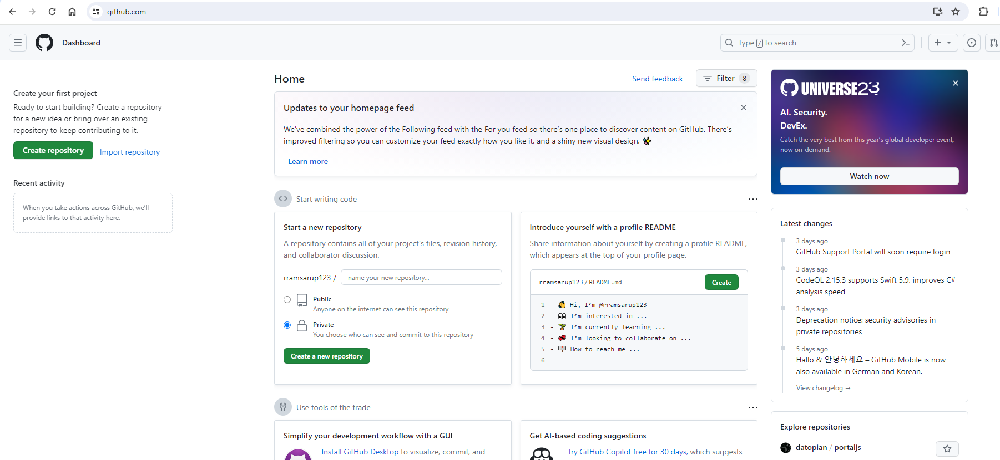 github.com
Dashboard
Type / to search
Create your first project
Ready to start building? Create a repository
for a new idea or bring over an existing
repository to keep contributing to it.
Create repository
Import repository
Recent activity
When you take actions across GitHub, we'll
provide links to that activity here.
Home
Send feedback
Filter 8
Updates to your homepage feed
We've combined the power of the Following feed with the For you feed so there's one place to discover content on GitHub. There's
improved filtering so you can customize your feed exactly how you like it, and a shiny new visual design. ✨
Learn more
Start writing code
Start a new repository
A repository contains all of your project's files, revision history,
and collaborator discussion.
rramsarup123 /
name your new repository...
Public
Anyone on the internet can see this repository
Private
You choose who can see and commit to this repository
Create a new repository
Introduce yourself with a profile README
Share information about yourself by creating a profile README,
which appears at the top of your profile page.
rramsarup123 / README.md
Create
1 - 👋 Hi, I'm @rramsarup123
2 - 👀 I'm interested in ...
3 - 🌱 I'm currently learning ...
4 - 💞️ I'm looking to collaborate on ...
5 - 📫 How to reach me ...
6
Use tools of the trade
Simplify your development workflow with a GUI
Install GitHub Desktop to visualize, commit, and
Get AI-based coding suggestions
Try GitHub Copilot free for 30 days, which suggests
UNIVERSE23
AI. Security.
DevEx.
Catch the very best from this year's global developer event,
now on-demand.
Watch now
Latest changes
3 days ago
GitHub Support Portal will soon require login
3 days ago
CodeQL 2.15.3 supports Swift 5.9, improves C#
analysis speed
3 days ago
Deprecation notice: security advisories in
private repositories
5 days ago
Hallo & 안녕하세요 – GitHub Mobile is now
also available in German and Korean.
View changelog →
Explore repositories
datopian / portaljs